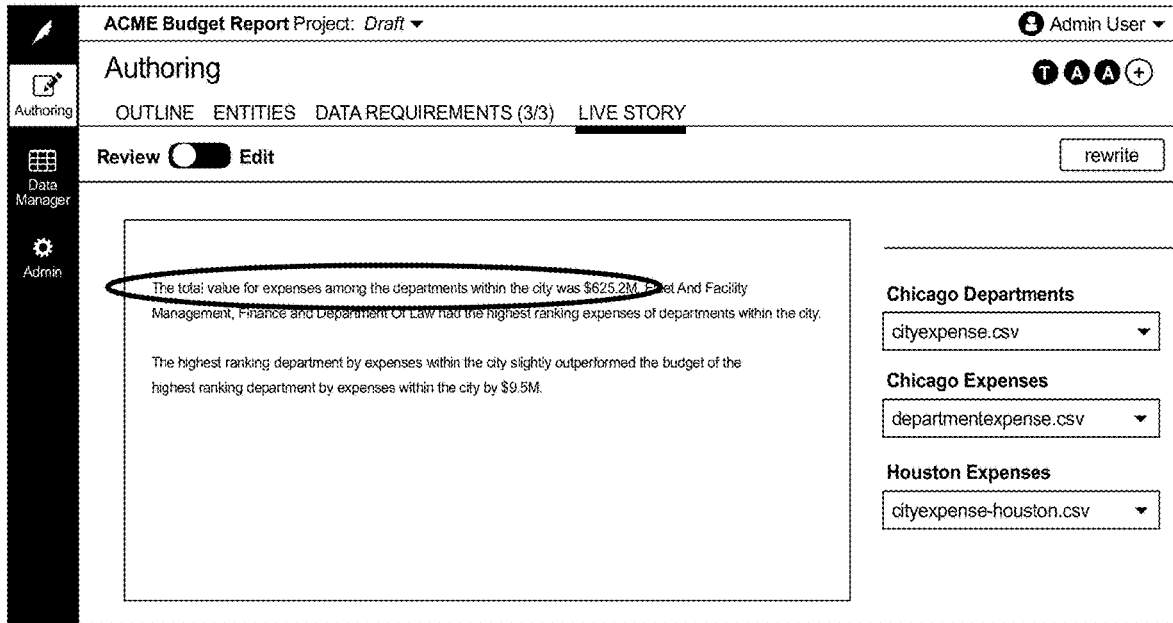 ACME Budget Report Project: Draft
Admin User
Authoring
T A A +
Authoring
OUTLINE ENTITIES DATA REQUIREMENTS (3/3) LIVE STORY
Review Edit
rewrite
Data
Manager
Admin
The total value for expenses among the departments within the city was $625.2M. And Facility
Management, Finance and Department Of Law had the highest ranking expenses of departments within the city.
The highest ranking department by expenses within the city slightly outperformed the budget of the
highest ranking department by expenses within the city by $9.5M.
Chicago Departments
cityexpense.csv
Chicago Expenses
departmentexpense.csv
Houston Expenses
cityexpense-houston.csv